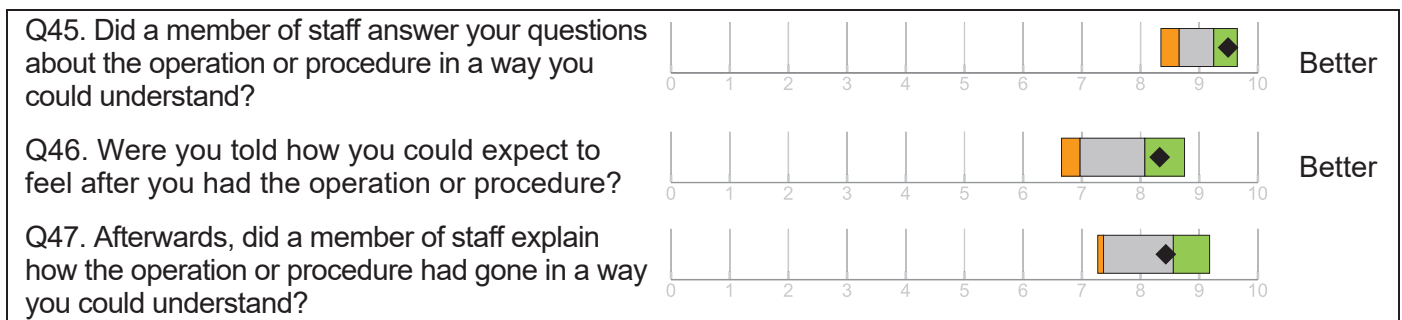 Q45. Did a member of staff answer your questions
about the operation or procedure in a way you
could understand?
0 1 2 3 4 5 6 7 8 9 10
Better
Q46. Were you told how you could expect to
feel after you had the operation or procedure?
0 1 2 3 4 5 6 7 8 9 10
Better
Q47. Afterwards, did a member of staff explain
how the operation or procedure had gone in a way
you could understand?
0 1 2 3 4 5 6 7 8 9 10